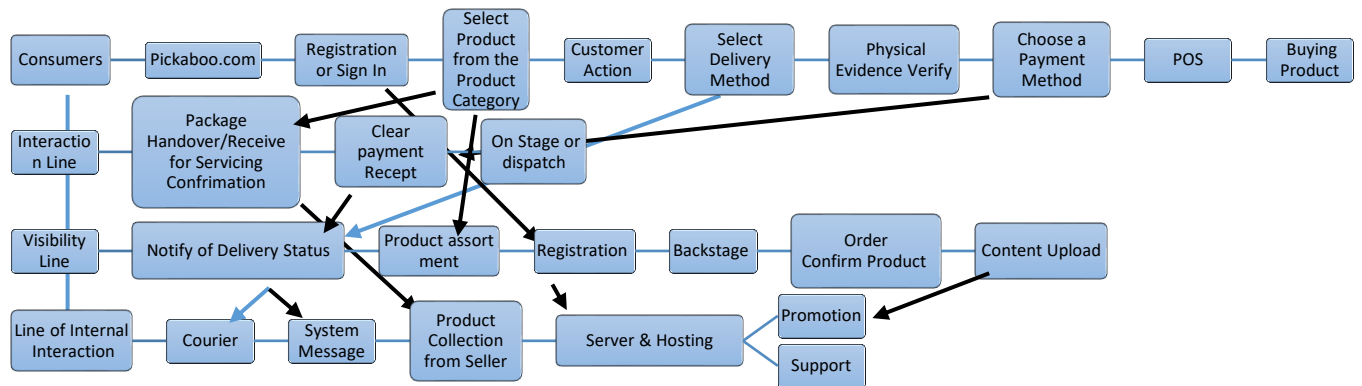 Consumers
Pickaboo.com
Registration
or Sign In
Select
Product
from the
Product
Category
Customer
Action
Select
Delivery
Method
Physical
Evidence Verify
Choose a
Payment
Method
POS
Buying
Product
Interactio
n Line
Package
Handover/Receive
for Servicing
Confrimation
Clear
payment
Recept
On Stage or
dispatch
Visibility
Line
Notify of Delivery Status
Product assort
ment
Registration
Backstage
Order
Confirm Product
Content Upload
Line of Internal
Interaction
Courier
System
Message
Product
Collection
from Seller
Server & Hosting
Promotion
Support